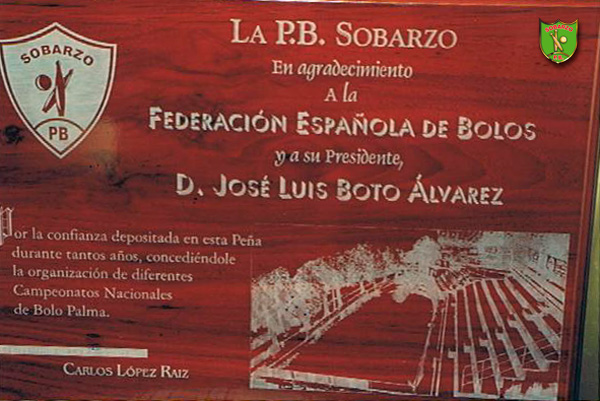 SOBARZO
PB
LA P.B. SOBARZO
En agradecimiento
A la
FEDERACIÓN ESPAÑOLA DE BOLOS
y a su Presidente,
D. JOSÉ LUIS BOTO ÁLVAREZ
Por la confianza depositada en esta Peña
durante tantos años, concediéndole
la organización de diferentes
Campeonatos Nacionales
de Bolo Palma.
CARLOS LÓPEZ RAIZ
SOBARZO
PB